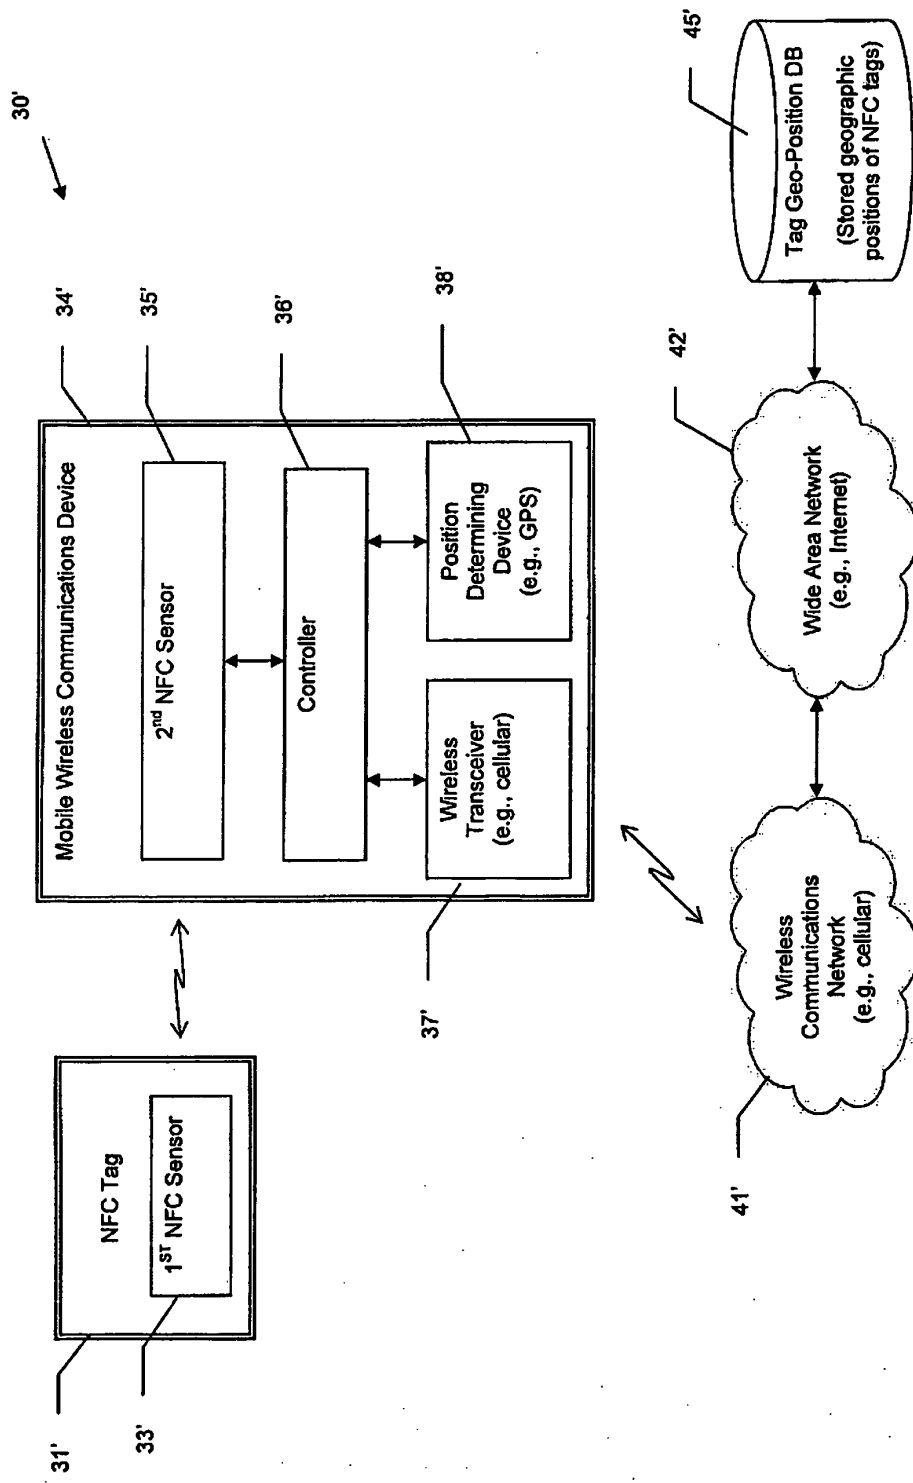 30'
31'
NFC Tag
1ST NFC Sensor
33'
Mobile Wireless Communications Device
34'
2nd NFC Sensor
35'
Controller
36'
Wireless
Transceiver
(e.g., cellular)
37'
Position
Determining
Device
(e.g., GPS)
38'
Wireless
Communications
Network
(e.g., cellular)
41'
Wide Area Network
(e.g., Internet)
42'
Tag Geo-Position DB
(Stored geographic
positions of NFC tags)
45'